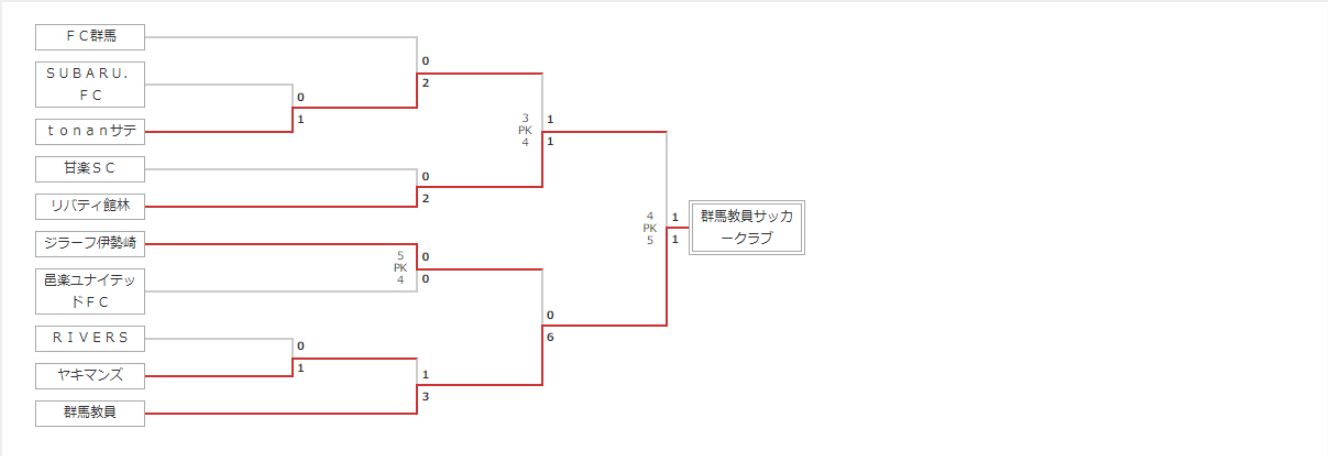 ＦＣ群馬
0
ＳＵＢＡＲＵ．
ＦＣ
2
0
1
ｔｏｎａｎサテ
3
PK
4
1
1
甘楽ＳＣ
0
リバティ館林
2
4
PK
5
1
1
群馬教員サッカ
ークラブ
ジラーフ伊勢崎
5
PK
4
0
0
邑楽ユナイテッ
ドＦＣ
0
6
ＲＩＶＥＲＳ
0
1
ヤキマンズ
1
3
群馬教員